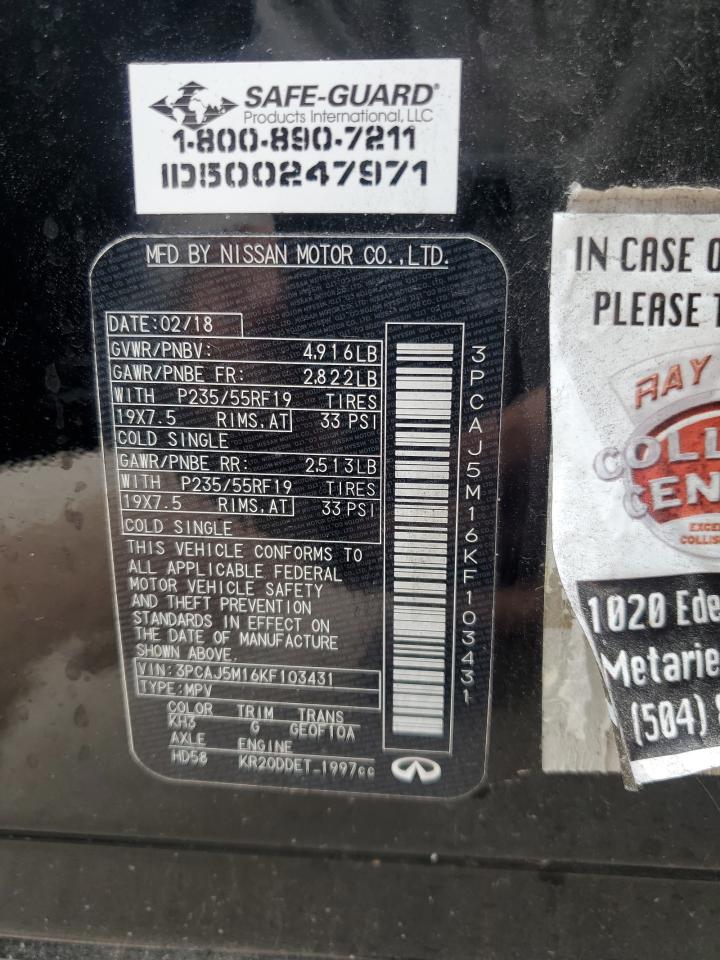 SAFE-GUARD®
Products International, LLC
1-800-890-7211
ID500247971
MFD BY NISSAN MOTOR CO.,LTD.
DATE:02/18
GVWR/PNBV: 4,916LB
GAWR/PNBE FR: 2,822LB
WITH P235/55RF19 TIRES
19X7.5 RIMS,AT 33 PSI
COLD SINGLE
GAWR/PNBE RR: 2,513LB
WITH P235/55RF19 TIRES
19X7.5 RIMS,AT 33 PSI
COLD SINGLE
THIS VEHICLE CONFORMS TO
ALL APPLICABLE FEDERAL
MOTOR VEHICLE SAFETY
AND THEFT PREVENTION
STANDARDS IN EFFECT ON
THE DATE OF MANUFACTURE
SHOWN ABOVE.
VIN:3PCAJ5M16KF103431
TYPE:MPV
COLOR TRIM TRANS
KH3 G GE0F10A
AXLE ENGINE
HD58 KR20DDET 1997cc
3PCAJ5M16KF103431
IN CASE O
PLEASE
RAY
COLLI
CEN
EXCE
COLLIS
1020 Ede
Metarie
(504)